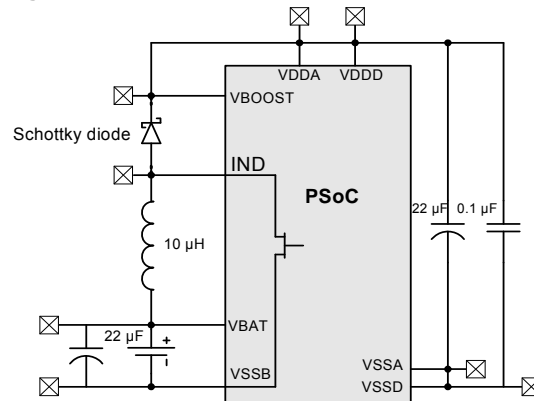 VDDA VDDD
VBOOST
Schottky diode
IND
PSoC
22 µF 0.1 µF
10 µH
VBAT
22 µF
+
VSSA
VSSB
VSSD